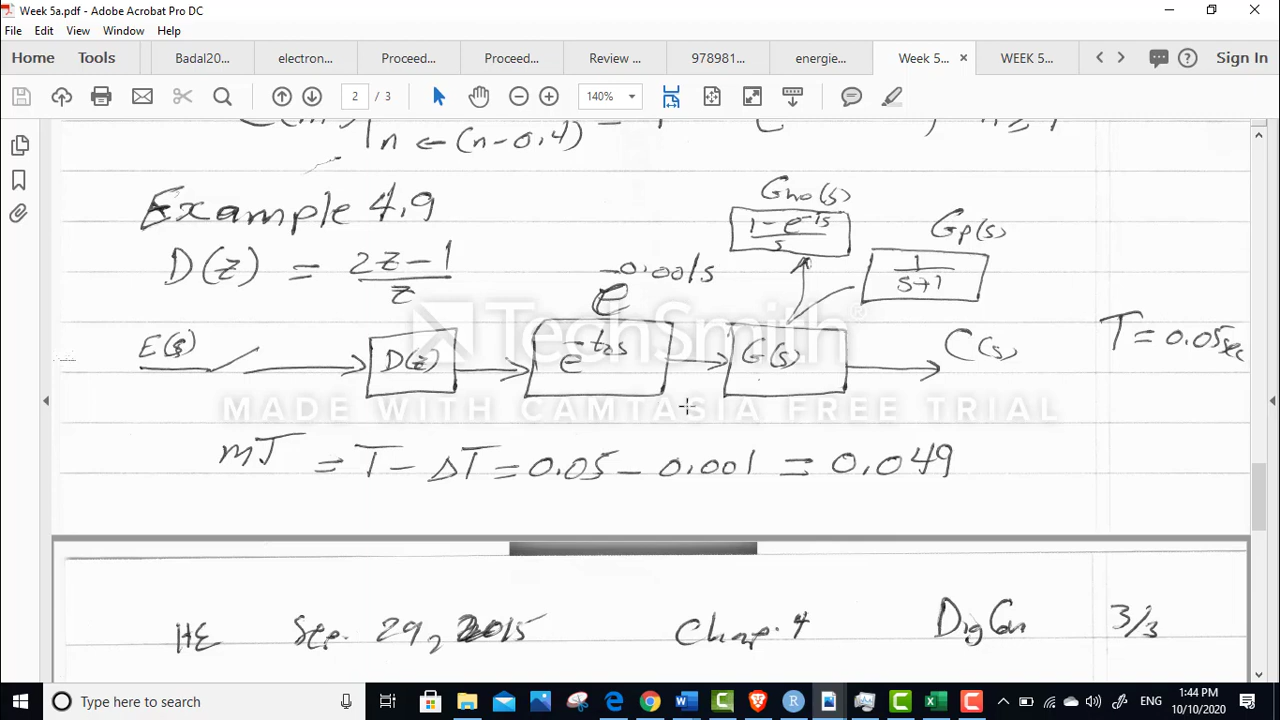 Week 5a.pdf - Adobe Acrobat Pro DC
File Edit View Window Help
Home Tools Badal20... electron... Proceed... Proceed... Review ... 978981... energie... Week 5... × WEEK 5... Sign In
2 / 3 140%
n ← (n-0.4)
Example 4.9
Gho(s)
1-e^-Ts / s
Gp(s)
1 / s+1
D(z) = 2z-1 / z
e^-0.001s
E(s) D(z) e^-t₀s G(s) C(s) T = 0.05sec
TechSmith
MADE WITH CAMTASIA FREE TRIAL
mT = T - ΔT = 0.05 - 0.001 = 0.049
HE Sep. 29, 2015 Chap. 4 DigCon 3/3
Type here to search
ENG
1:44 PM
10/10/2020